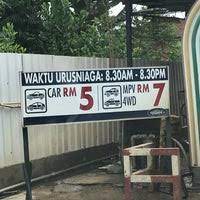 WAKTU URUSNIAGA: 8.30AM - 8.30PM
CAR RM 5 MPV RM 7
4WD